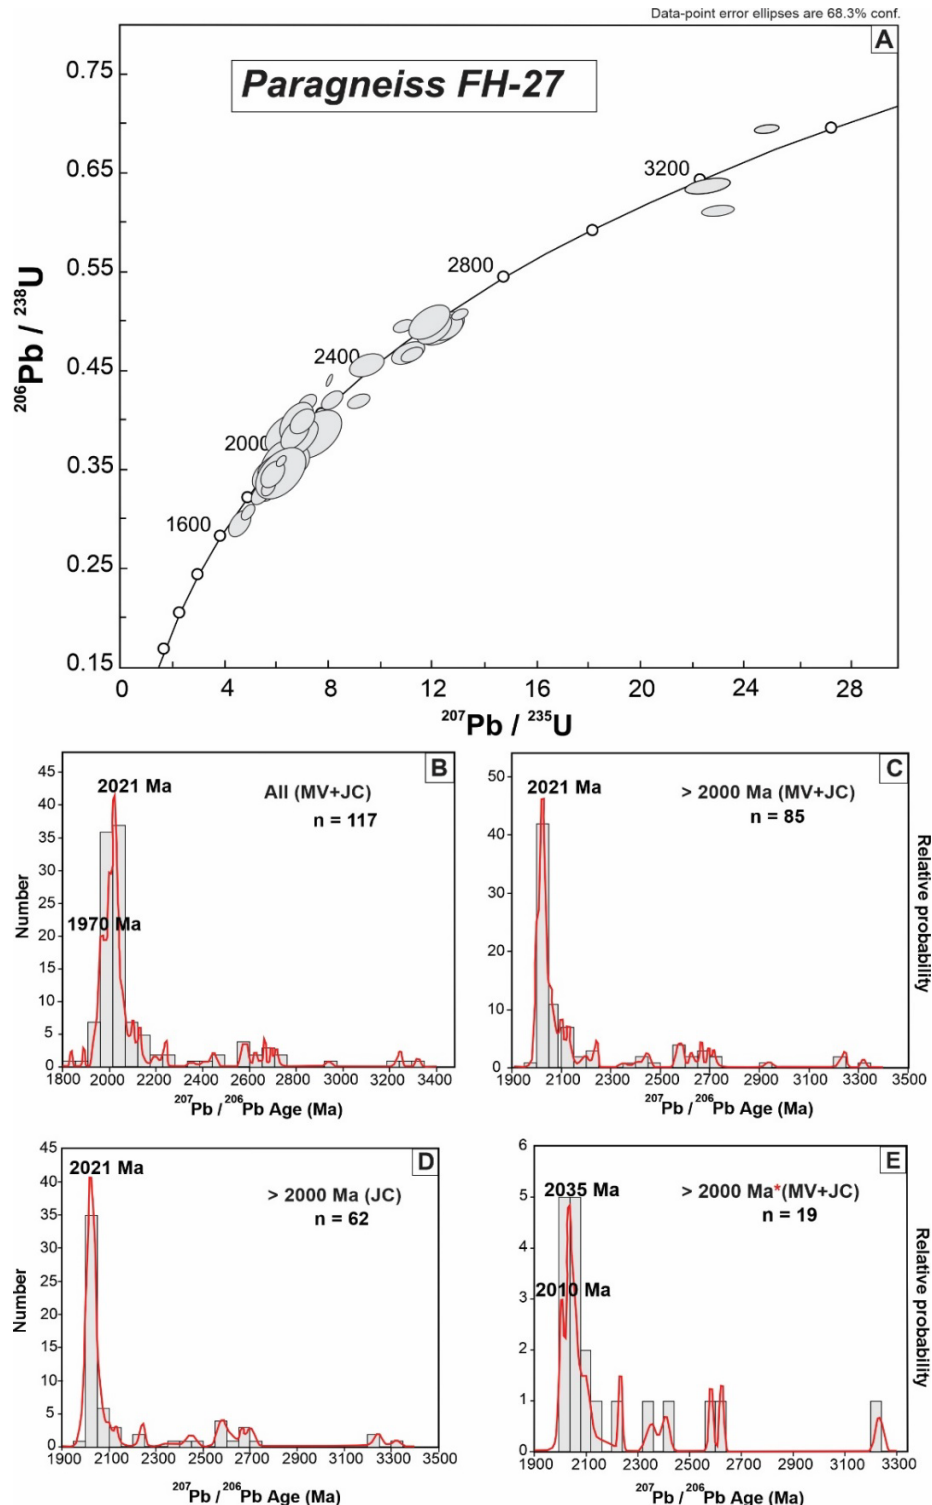 Data-point error ellipses are 68.3% conf.
A
Paragneiss FH-27
0.75
0.65
0.55
0.45
0.35
0.25
0.15
3200
2800
2400
2000
1600
206Pb / 238U
0 4 8 12 16 20 24 28
207Pb / 235U
B
45
40
35
30
25
20
15
10
5
0
2021 Ma
All (MV+JC)
n = 117
1970 Ma
Number
1800 2000 2200 2400 2600 2800 3000 3200 3400
207Pb / 206Pb Age (Ma)
C
50
40
30
20
10
0
2021 Ma
> 2000 Ma (MV+JC)
n = 85
Relative probability
1900 2100 2300 2500 2700 2900 3100 3300 3500
207Pb / 206Pb Age (Ma)
D
45
40
35
30
25
20
15
10
5
0
2021 Ma
> 2000 Ma (JC)
n = 62
Number
1900 2100 2300 2500 2700 2900 3100 3300 3500
207Pb / 206Pb Age (Ma)
E
6
5
4
3
2
1
0
2035 Ma
> 2000 Ma*(MV+JC)
n = 19
2010 Ma
Relative probability
1900 2100 2300 2500 2700 2900 3100 3300
207Pb / 206Pb Age (Ma)